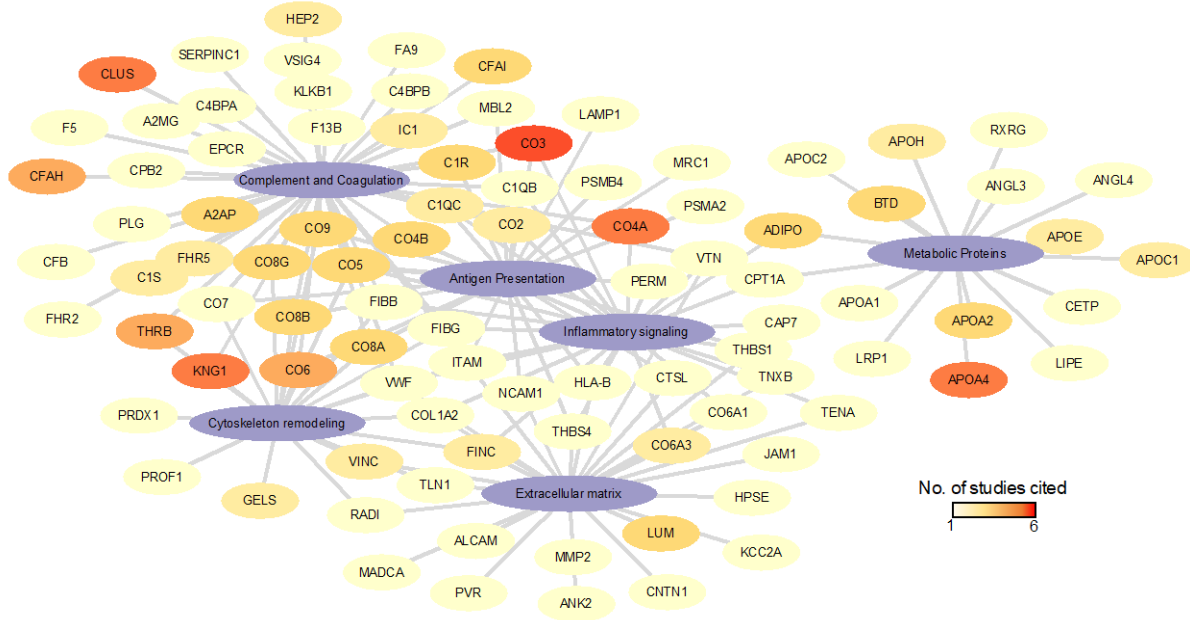 HEP2
SERPINC1
VSIG4
FA9
CFAI
CLUS
KLKB1
C4BPB
MBL2
LAMP1
F5
A2MG
C4BPA
F13B
IC1
CO3
APOH
RXRG
EPCR
C1R
MRC1
APOC2
CFAH
CPB2
Complement and Coagulation
C1QB
PSMB4
ANGL3
ANGL4
PLG
A2AP
C1QC
PSMA2
BTD
CO9
CO4B
CO2
CO4A
ADIPO
APOE
CFB
C1S
FHR5
CO8G
CO5
Antigen Presentation
VTN
Metabolic Proteins
APOC1
FHR2
CO7
FIBB
PERM
CPT1A
THRB
CO8B
FIBG
Inflammatory signaling
CAP7
APOA1
CETP
KNG1
CO6
CO8A
ITAM
THBS1
APOA2
VWF
NCAM1
HLA-B
CTSL
TNXB
LRP1
LIPE
APOA4
PRDX1
Cytoskeleton remodeling
COL1A2
THBS4
CO6A1
TENA
PROF1
VINC
FINC
CO6A3
JAM1
GELS
TLN1
Extracellular matrix
HPSE
RADI
No. of studies cited
1 6
ALCAM
LUM
MADCA
MMP2
KCC2A
PVR
ANK2
CNTN1